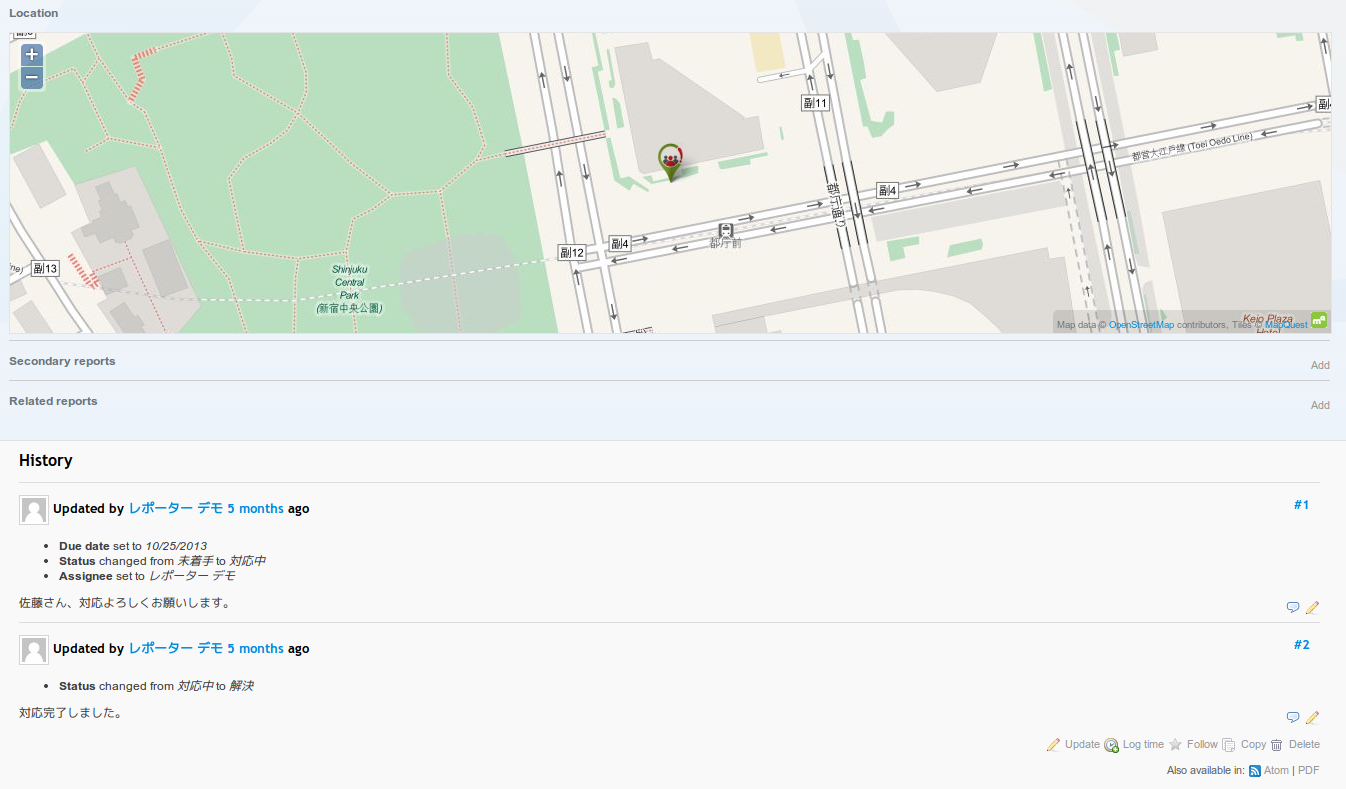 Location
+
−
副11
副4
都営大江戸線 (Toei Oedo Line)
副4
都庁通り
副4
都庁前
副12
副13
ne)
Shinjuku
Central
Park
(新宿中央公園)
Keio Plaza
Hotel
Map data © OpenStreetMap contributors, Tiles © MapQuest
Secondary reports
Add
Related reports
Add
History
Updated by レポーター デモ 5 months ago
#1
• Due date set to 10/25/2013
• Status changed from 未着手 to 対応中
• Assignee set to レポーター デモ
佐藤さん、対応よろしくお願いします。
Updated by レポーター デモ 5 months ago
#2
• Status changed from 対応中 to 解決
対応完了しました。
Update Log time Follow Copy Delete
Also available in: Atom | PDF